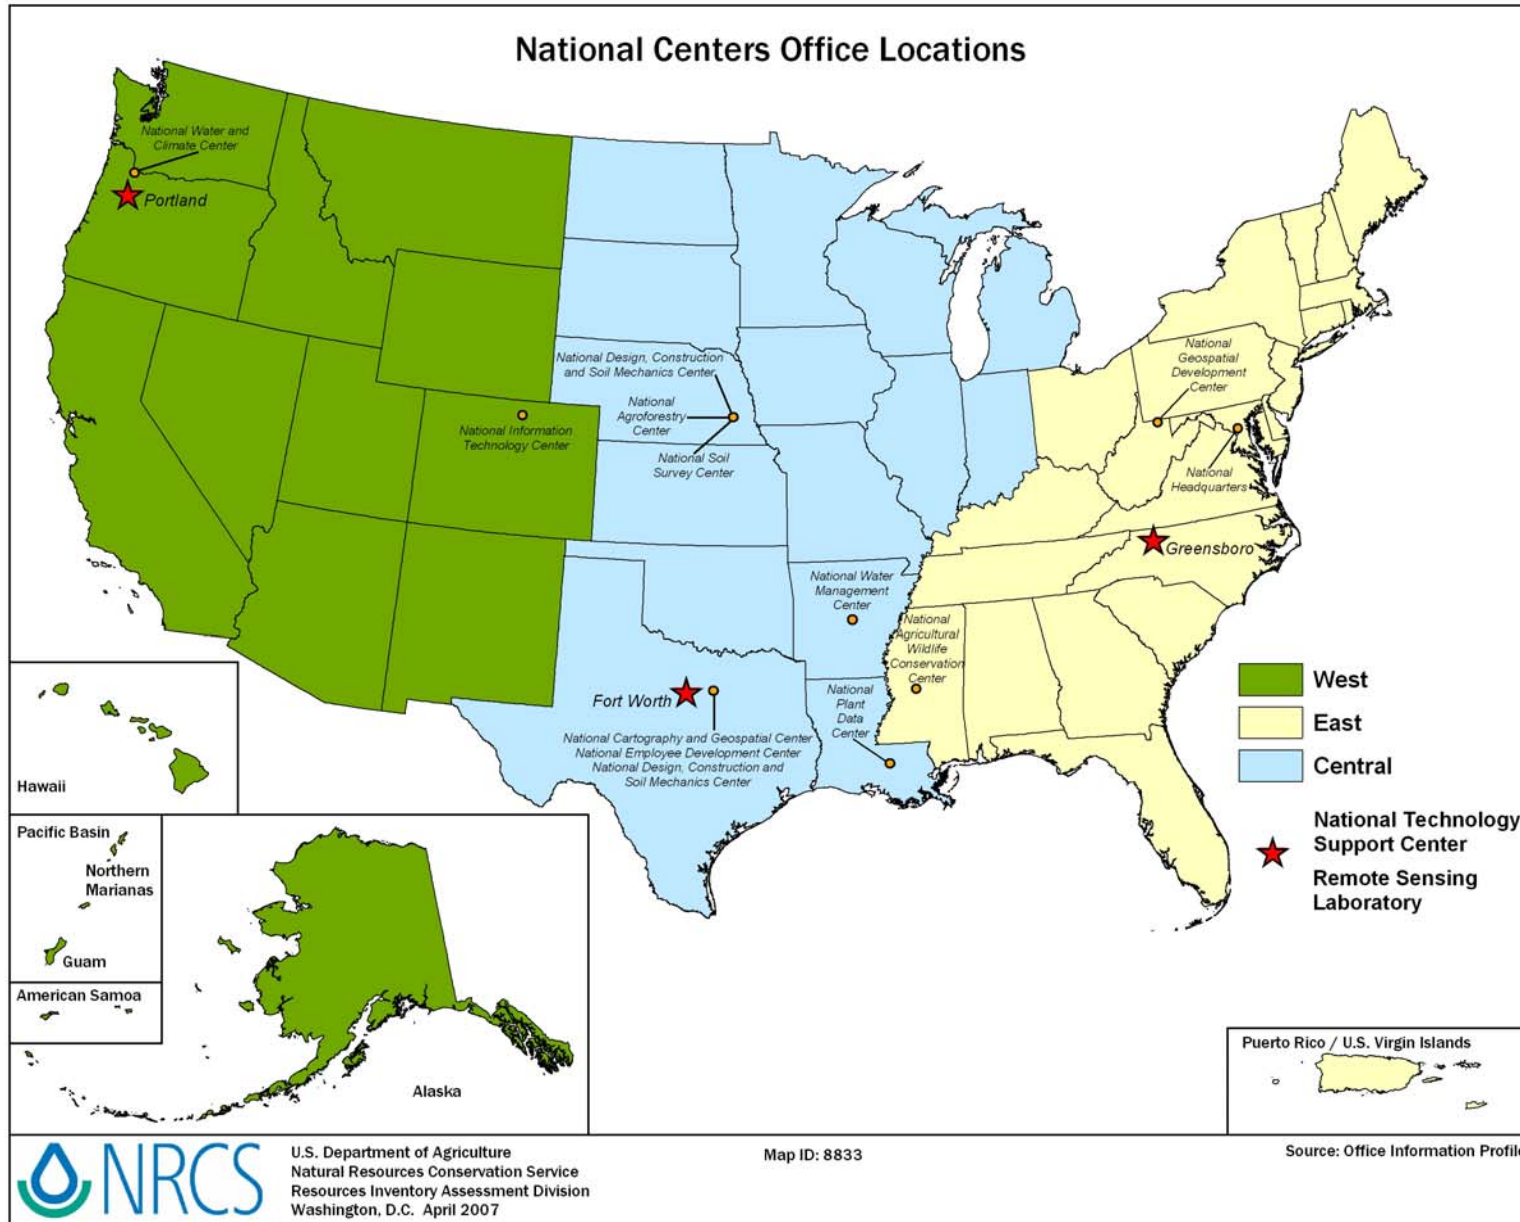 National Centers Office Locations
National Water and
Climate Center
Portland
National Design, Construction
and Soil Mechanics Center
National
Agroforestry
Center
National Soil
Survey Center
National Information
Technology Center
National
Geospatial
Development
Center
National
Headquarters
Greensboro
National Water
Management
Center
National
Agricultural
Wildlife
Conservation
Center
National
Plant
Data
Center
Fort Worth
National Cartography and Geospatial Center
National Employee Development Center
National Design, Construction and
Soil Mechanics Center
West
East
Central
National Technology
Support Center
Remote Sensing
Laboratory
Hawaii
Pacific Basin
Northern
Marianas
Guam
American Samoa
Alaska
Puerto Rico / U.S. Virgin Islands
NRCS
U.S. Department of Agriculture
Natural Resources Conservation Service
Resources Inventory Assessment Division
Washington, D.C. April 2007
Map ID: 8833
Source: Office Information Profile